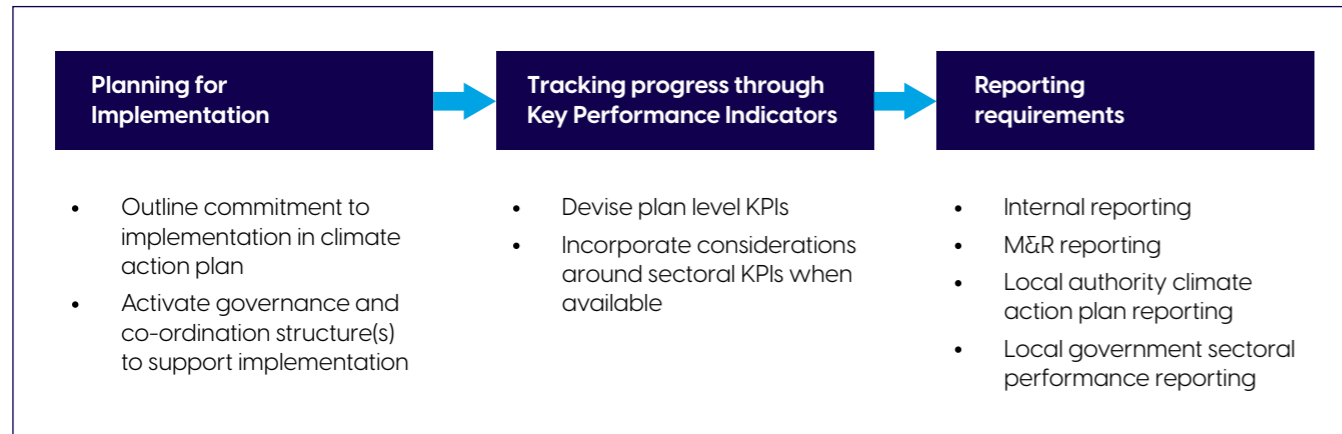 Planning for
Implementation
• Outline commitment to
implementation in climate
action plan
• Activate governance and
co-ordination structure(s)
to support implementation
Tracking progress through
Key Performance Indicators
• Devise plan level KPIs
• Incorporate considerations
around sectoral KPIs when
available
Reporting
requirements
• Internal reporting
• M&R reporting
• Local authority climate
action plan reporting
• Local government sectoral
performance reporting